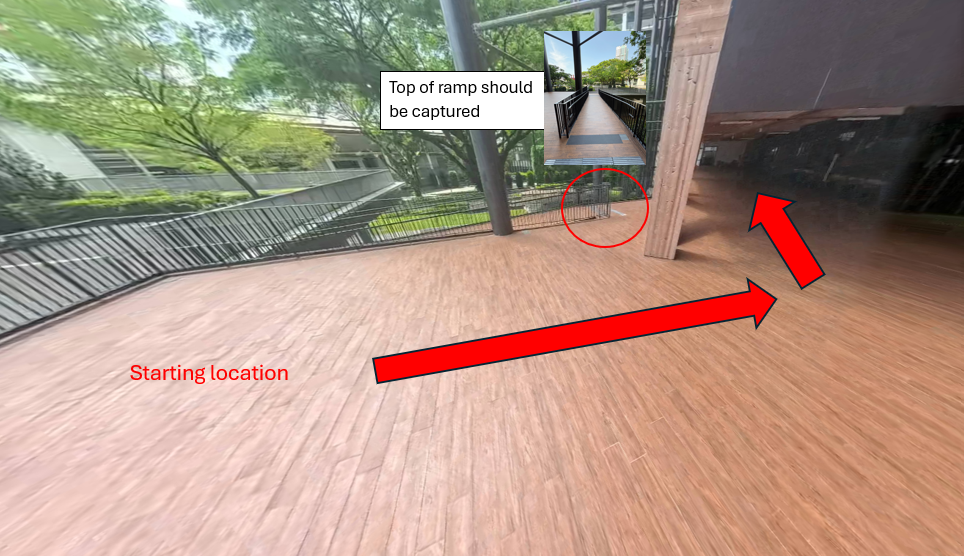 Top of ramp should
be captured
Starting location